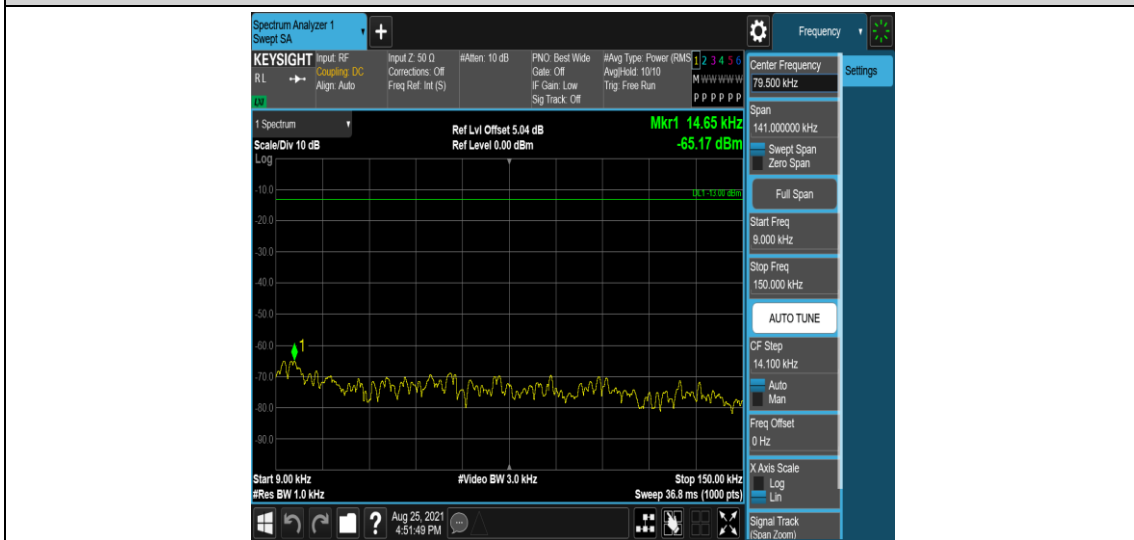 Spectrum Analyzer 1
Swept SA
Frequency
KEYSIGHT
RL
LXI
Input: RF
Coupling: DC
Align: Auto
Input Z: 50 Ω
Corrections: Off
Freq Ref: Int (S)
#Atten: 10 dB
PNO: Best Wide
Gate: Off
IF Gain: Low
Sig Track: Off
#Avg Type: Power (RMS
Avg|Hold: 10/10
Trig: Free Run
1 2 3 4 5 6
M W W W W W
P P P P P P
1 Spectrum
Scale/Div 10 dB
Ref Lvl Offset 5.04 dB
Ref Level 0.00 dBm
Mkr1 14.65 kHz
-65.17 dBm
Log
DL1 -13.00 dBm
-10.0
-20.0
-30.0
-40.0
-50.0
-60.0
-70.0
-80.0
-90.0
1
Start 9.00 kHz
#Res BW 1.0 kHz
#Video BW 3.0 kHz
Stop 150.00 kHz
Sweep 36.8 ms (1000 pts)
Aug 25, 2021
4:51:49 PM
Center Frequency
79.500 kHz
Settings
Span
141.000000 kHz
Swept Span
Zero Span
Full Span
Start Freq
9.000 kHz
Stop Freq
150.000 kHz
AUTO TUNE
CF Step
14.100 kHz
Auto
Man
Freq Offset
0 Hz
X Axis Scale
Log
Lin
Signal Track
(Span Zoom)